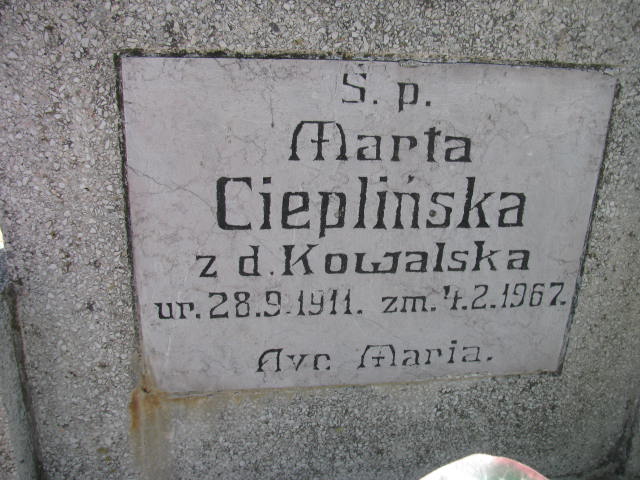 Ś. p.
Marta
Cieplińska
z d. Kowalska
ur. 28.9.1911. zm. 4.2.1967.
Ave Maria.